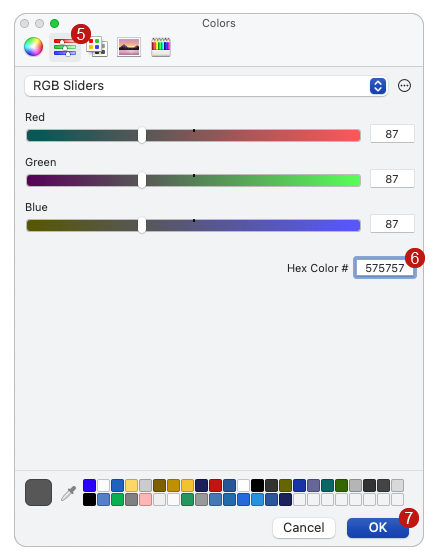 Colors
5
RGB Sliders
Red
87
Green
87
Blue
87
6
Hex Color # 575757
7
Cancel OK